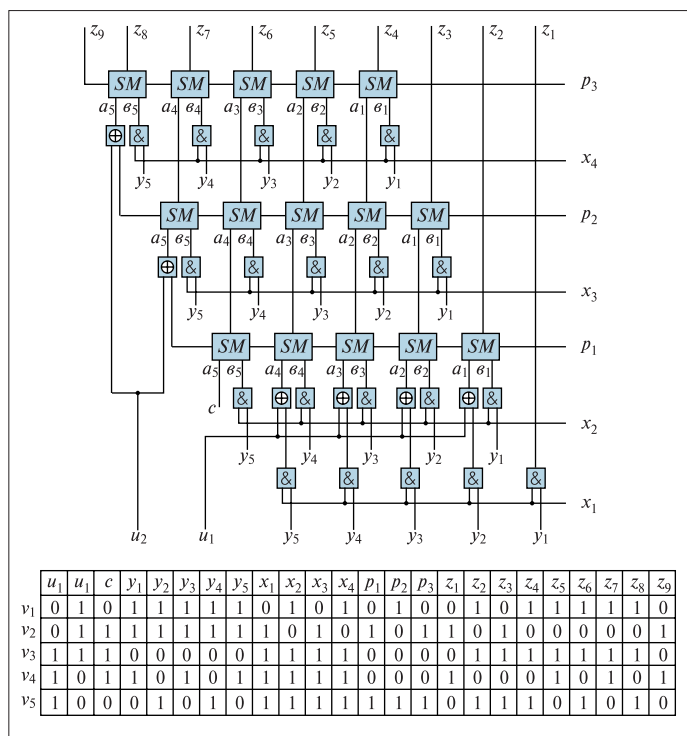 z₉ z₈ z₇ z₆ z₅ z₄ z₃ z₂ z₁
SM SM SM SM SM p₃
a₅ в₅ a₄ в₄ a₃ в₃ a₂ в₂ a₁ в₁
⊕ & & & & &
x₄
y₅ y₄ y₃ y₂ y₁
SM SM SM SM SM p₂
a₅ в₅ a₄ в₄ a₃ в₃ a₂ в₂ a₁ в₁
⊕ & & & & &
x₃
y₅ y₄ y₃ y₂ y₁
SM SM SM SM SM p₁
a₅ в₅ a₄ в₄ a₃ в₃ a₂ в₂ a₁ в₁
c & ⊕ & ⊕ & ⊕ & ⊕ &
x₂
y₅ y₄ y₃ y₂ y₁
& & & & &
x₁
u₂ u₁ y₅ y₄ y₃ y₂ y₁
u₁ u₁ c y₁ y₂ y₃ y₄ y₅ x₁ x₂ x₃ x₄ p₁ p₂ p₃ z₁ z₂ z₃ z₄ z₅ z₆ z₇ z₈ z₉
v₁ 0 1 0 1 1 1 1 1 0 1 0 1 0 1 0 0 1 0 1 1 1 1 1 0
v₂ 0 1 1 1 1 1 1 1 1 0 1 0 1 0 1 1 0 1 0 0 0 0 0 1
v₃ 1 1 1 0 0 0 0 0 1 1 1 1 0 0 0 0 1 1 1 1 1 1 1 0
v₄ 1 0 1 1 0 1 0 1 1 1 1 1 0 0 0 1 1 0 0 1 0 1 0 1
v₅ 1 0 0 0 1 0 1 0 1 1 1 1 1 1 1 0 1 1 1 0 1 0 1 0